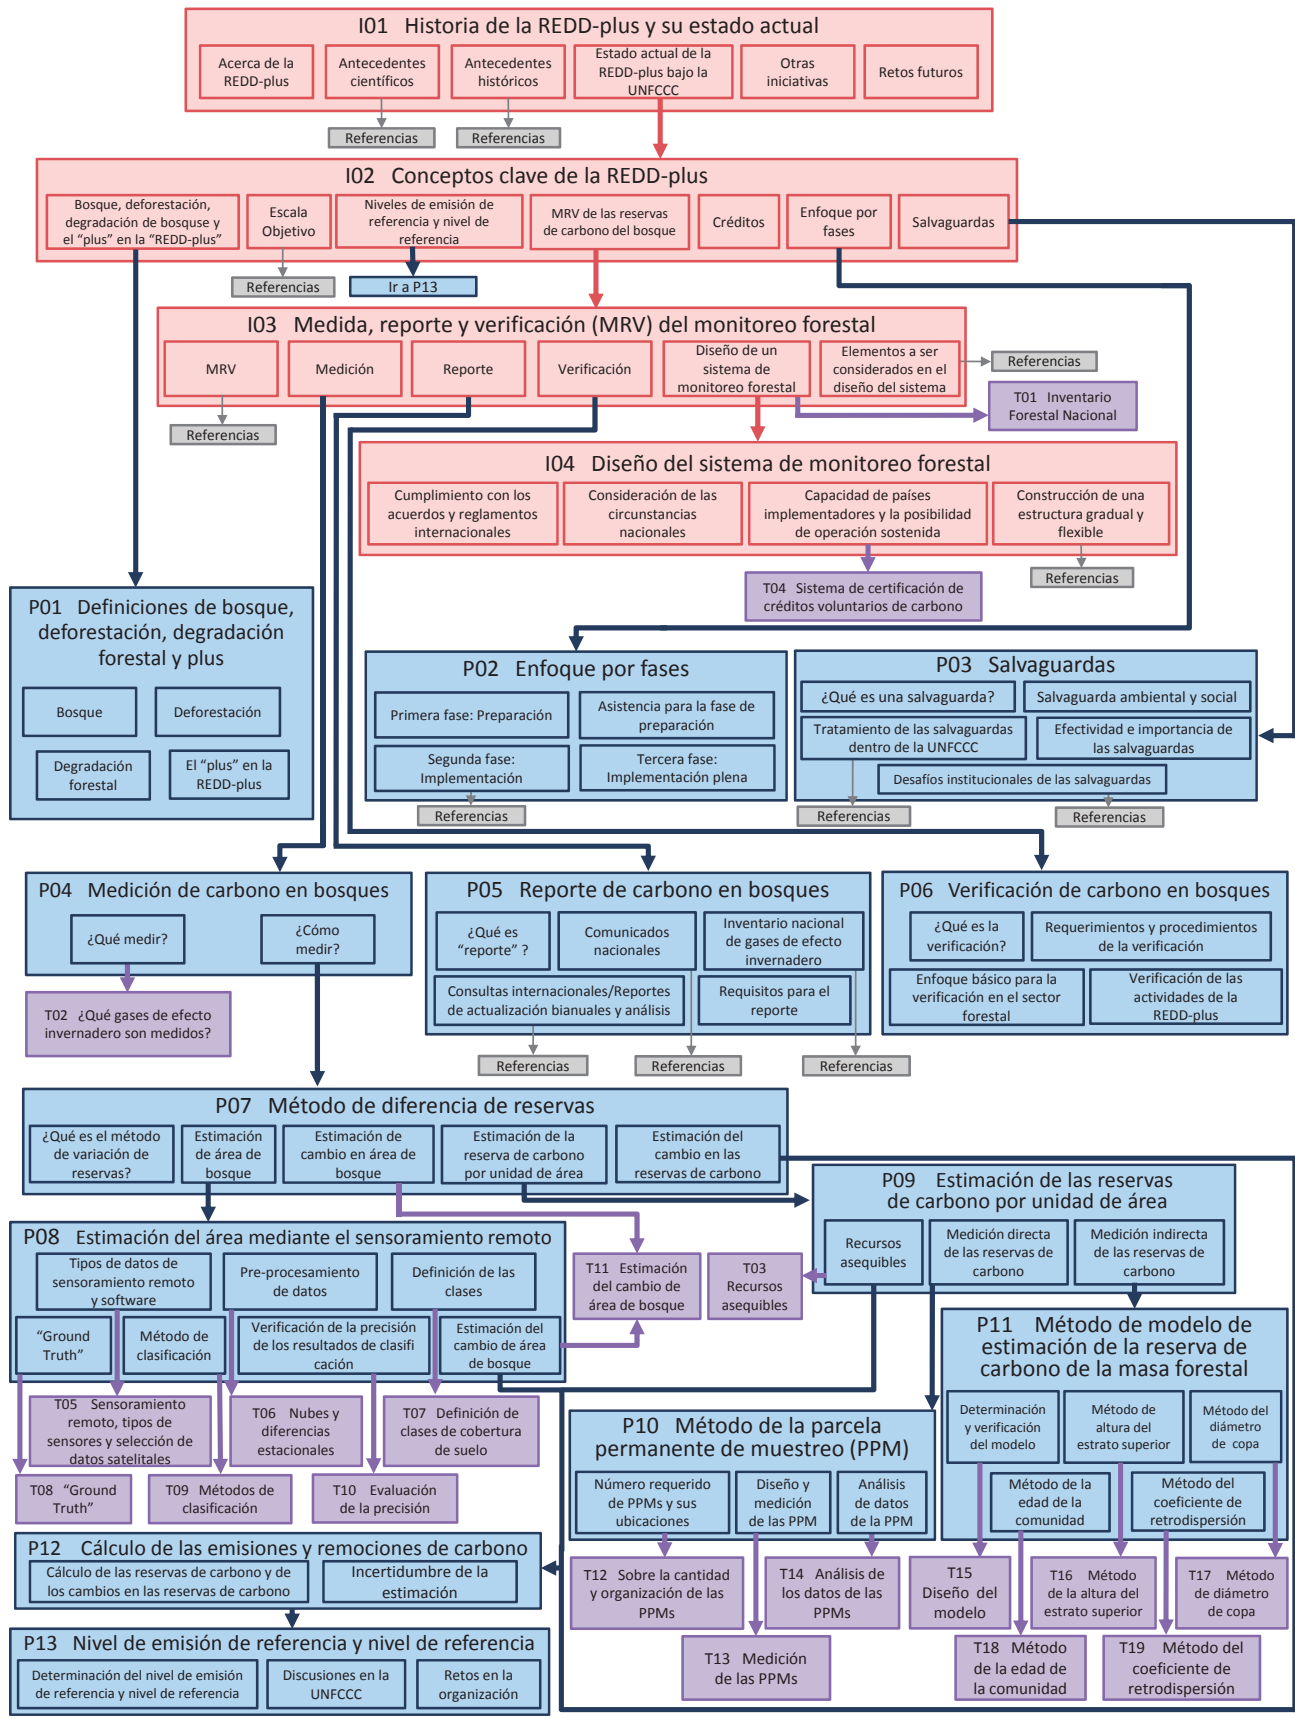 I01 Historia de la REDD-plus y su estado actual
Acerca de la
REDD-plus
Antecedentes
científicos
Antecedentes
históricos
Estado actual de la
REDD-plus bajo la
UNFCCC
Otras
iniciativas
Retos futuros
Referencias
Referencias
I02 Conceptos clave de la REDD-plus
Bosque, deforestación,
degradación de bosquse y
el "plus" en la "REDD-plus"
Escala
Objetivo
Niveles de emisión de
referencia y nivel de
referencia
MRV de las reservas
de carbono del bosque
Créditos
Enfoque por
fases
Salvaguardas
Referencias
Ir a P13
I03 Medida, reporte y verificación (MRV) del monitoreo forestal
MRV
Medición
Reporte
Verificación
Diseño de un
sistema de
monitoreo forestal
Elementos a ser
considerados en el
diseño del sistema
Referencias
Referencias
T01 Inventario
Forestal Nacional
I04 Diseño del sistema de monitoreo forestal
Cumplimiento con los
acuerdos y reglamentos
internacionales
Consideración de las
circunstancias
nacionales
Capacidad de países
implementadores y la posibilidad
de operación sostenida
Construcción de una
estructura gradual y
flexible
Referencias
T04 Sistema de certificación de
créditos voluntarios de carbono
P01 Definiciones de bosque,
deforestación, degradación
forestal y plus
Bosque
Deforestación
Degradación
forestal
El "plus" en la
REDD-plus
P02 Enfoque por fases
Primera fase: Preparación
Asistencia para la fase de
preparación
Segunda fase:
Implementación
Tercera fase:
Implementación plena
Referencias
P03 Salvaguardas
¿Qué es una salvaguarda?
Salvaguarda ambiental y social
Tratamiento de las salvaguardas
dentro de la UNFCCC
Efectividad e importancia de
las salvaguardas
Desafíos institucionales de las salvaguardas
Referencias
Referencias
P04 Medición de carbono en bosques
¿Qué medir?
¿Cómo
medir?
T02 ¿Qué gases de efecto
invernadero son medidos?
P05 Reporte de carbono en bosques
¿Qué es
"reporte" ?
Comunicados
nacionales
Inventario nacional
de gases de efecto
invernadero
Consultas internacionales/Reportes
de actualización bianuales y análisis
Requisitos para el
reporte
Referencias
Referencias
Referencias
P06 Verificación de carbono en bosques
¿Qué es la
verificación?
Requerimientos y procedimientos
de la verificación
Enfoque básico para la
verificación en el sector
forestal
Verificación de las
actividades de la
REDD-plus
P07 Método de diferencia de reservas
¿Qué es el método
de variación de
reservas?
Estimación
de área de
bosque
Estimación de
cambio en área de
bosque
Estimación de la
reserva de carbono
por unidad de área
Estimación del
cambio en las
reservas de carbono
P08 Estimación del área mediante el sensoramiento remoto
Tipos de datos de
sensoramiento remoto
y software
Pre-procesamiento
de datos
Definición de las
clases
"Ground
Truth"
Método de
clasificación
Verificación de la precisión
de los resultados de clasifi
cación
Estimación del
cambio de área
de bosque
T11 Estimación
del cambio de
área de bosque
T03
Recursos
asequibles
P09 Estimación de las reservas
de carbono por unidad de área
Recursos
asequibles
Medición directa
de las reservas de
carbono
Medición indirecta
de las reservas de
carbono
T05 Sensoramiento
remoto, tipos de
sensores y selección de
datos satelitales
T06 Nubes y
diferencias
estacionales
T07 Definición de
clases de cobertura
de suelo
T08 "Ground
Truth"
T09 Métodos de
clasificación
T10 Evaluación
de la precisión
P10 Método de la parcela
permanente de muestreo (PPM)
Número requerido
de PPMs y sus
ubicaciones
Diseño y
medición
de las PPM
Análisis
de datos
de la PPM
P11 Método de modelo de
estimación de la reserva de
carbono de la masa forestal
Determinación
y verificación
del modelo
Método de
altura del
estrato superior
Método del
diámetro
de copa
Método de la
edad de la
comunidad
Método del
coeficiente de
retrodispersión
P12 Cálculo de las emisiones y remociones de carbono
Cálculo de las reservas de carbono y de
los cambios en las reservas de carbono
Incertidumbre de la
estimación
T12 Sobre la cantidad
y organización de las
PPMs
T14 Análisis de
los datos de las
PPMs
T13 Medición
de las PPMs
T15
Diseño del
modelo
T16 Método
de la altura del
estrato superior
T17 Método
de diámetro
de copa
T18 Método
de la edad de
la comunidad
T19 Método del
coeficiente de
retrodispersión
P13 Nivel de emisión de referencia y nivel de referencia
Determinación del nivel de emisión
de referencia y nivel de referencia
Discusiones en la
UNFCCC
Retos en la
organización